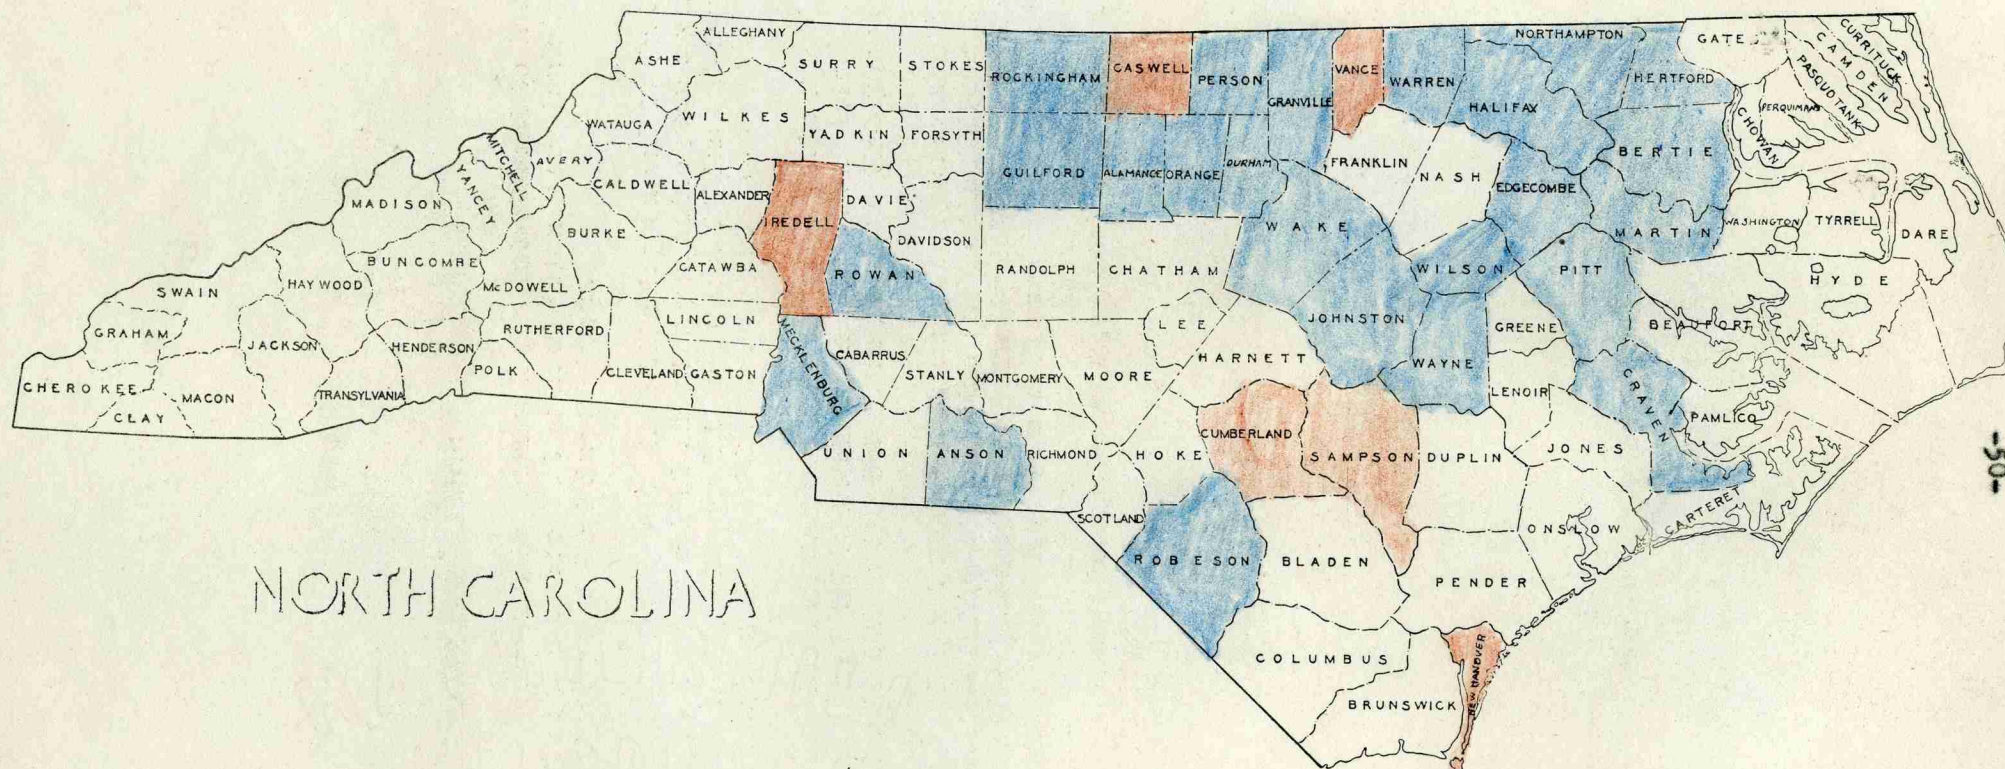 ALLEGHANY
ASHE
SURRY
STOKES
ROCKINGHAM
CASWELL
PERSON
GRANVILLE
VANCE
WARREN
NORTHAMPTON
HALIFAX
HERTFORD
GATES
CURRITUCK
CAMDEN
PASQUOTANK
PERQUIMANS
CHOWAN
WATAUGA
WILKES
YADKIN
FORSYTH
GUILFORD
ALAMANCE
ORANGE
DURHAM
FRANKLIN
NASH
EDGECOMBE
BERTIE
MITCHELL
AVERY
YANCEY
CALDWELL
ALEXANDER
IREDELL
DAVIE
MADISON
BURKE
DAVIDSON
WAKE
MARTIN
WASHINGTON
TYRRELL
DARE
BUNCOMBE
CATAWBA
ROWAN
RANDOLPH
CHATHAM
WILSON
PITT
HYDE
SWAIN
HAYWOOD
McDOWELL
LINCOLN
LEE
JOHNSTON
GREENE
BEAUFORT
GRAHAM
JACKSON
HENDERSON
RUTHERFORD
MECKLENBURG
CABARRUS
HARNETT
WAYNE
CHEROKEE
MACON
TRANSYLVANIA
POLK
CLEVELAND
GASTON
STANLY
MONTGOMERY
MOORE
LENOIR
CRAVEN
CLAY
UNION
ANSON
RICHMOND
HOKE
CUMBERLAND
SAMPSON
DUPLIN
JONES
PAMLICO
SCOTLAND
ROBESON
BLADEN
PENDER
ONSLOW
CARTERET
COLUMBUS
BRUNSWICK
NEW HANOVER
NORTH CAROLINA
-50-